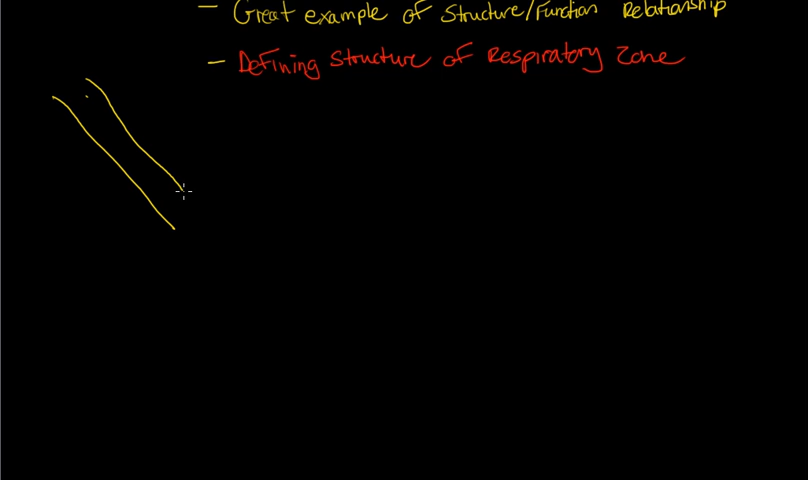 - Great example of Structure/Function Relationship
- Defining Structure of Respiratory Zone